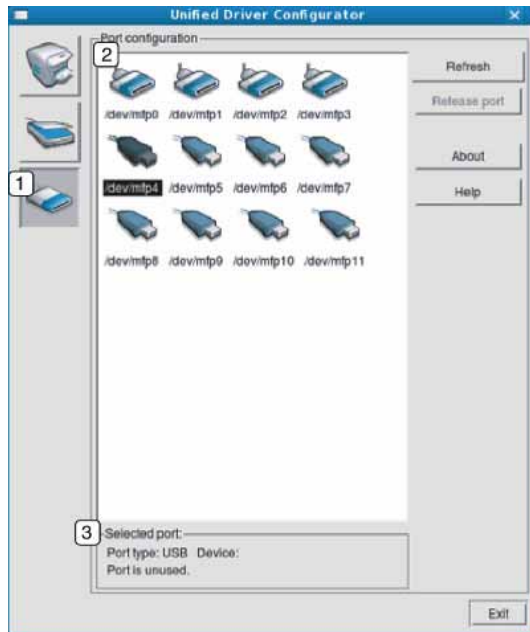 Unified Driver Configurator
Port configuration
2
/dev/mfp0 /dev/mfp1 /dev/mfp2 /dev/mfp3
Refresh
Release port
1
/dev/mfp4 /dev/mfp5 /dev/mfp6 /dev/mfp7
About
Help
/dev/mfp8 /dev/mfp9 /dev/mfp10 /dev/mfp11
3
Selected port:
Port type: USB Device:
Port is unused.
Exit